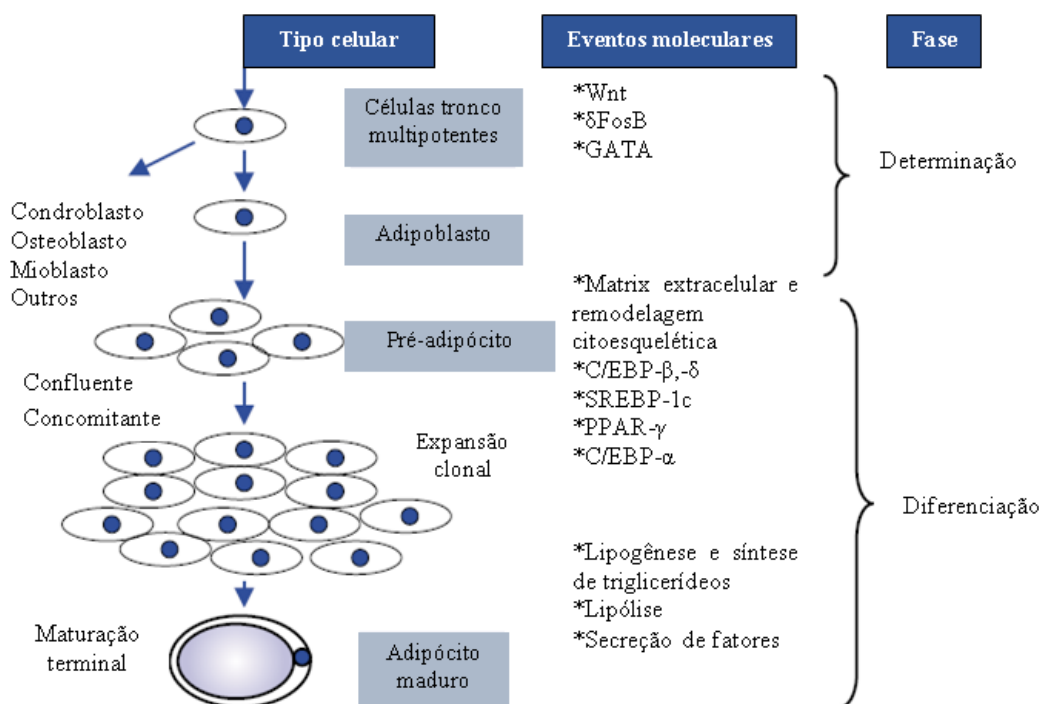 Tipo celular
Eventos moleculares
Fase
Células tronco
multipotentes
*Wnt
*δFosB
*GATA
Determinação
Condroblasto
Osteoblasto
Mioblasto
Outros
Adipoblasto
*Matrix extracelular e
remodelagem
citoesquelética
*C/EBP-β,-δ
*SREBP-1c
*PPAR-γ
*C/EBP-α
Pré-adipócito
Confluente
Concomitante
Expansão
clonal
Diferenciação
*Lipogênese e síntese
de triglicerídeos
*Lipólise
*Secreção de fatores
Maturação
terminal
Adipócito
maduro